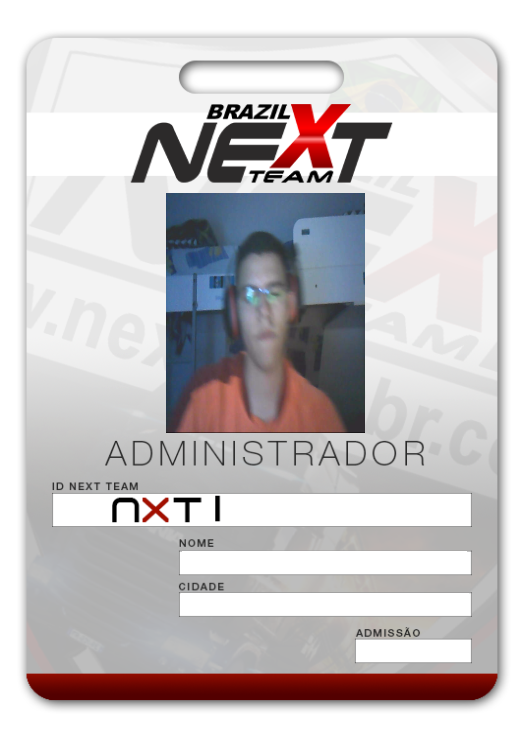 BRAZIL
NEXT
TEAM
ADMINISTRADOR
ID NEXT TEAM
NXT |
NOME
CIDADE
ADMISSÃO